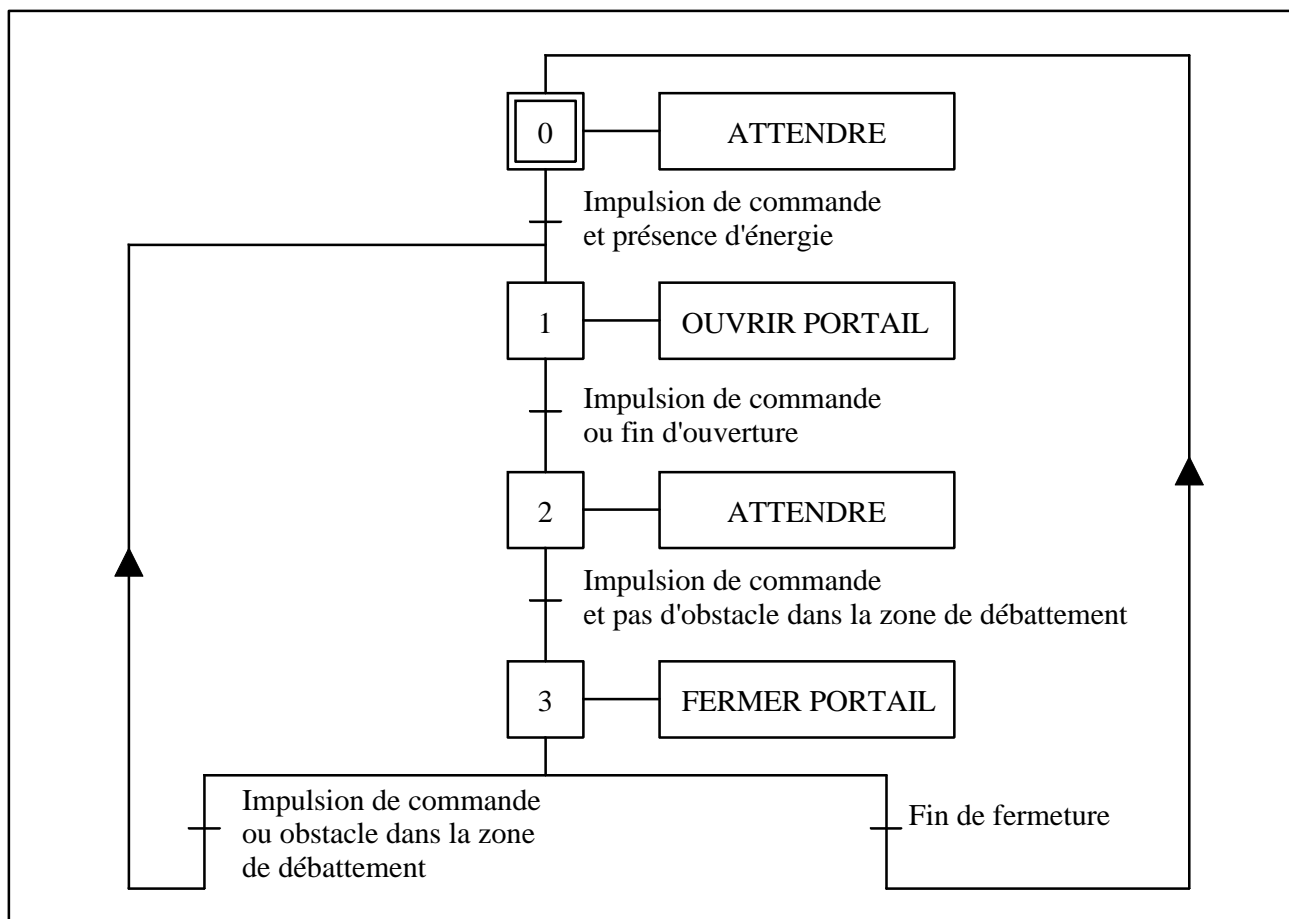 0
ATTENDRE
Impulsion de commande
et présence d'énergie
1
OUVRIR PORTAIL
Impulsion de commande
ou fin d'ouverture
2
ATTENDRE
Impulsion de commande
et pas d'obstacle dans la zone de débattement
3
FERMER PORTAIL
Impulsion de commande
ou obstacle dans la zone
de débattement
Fin de fermeture